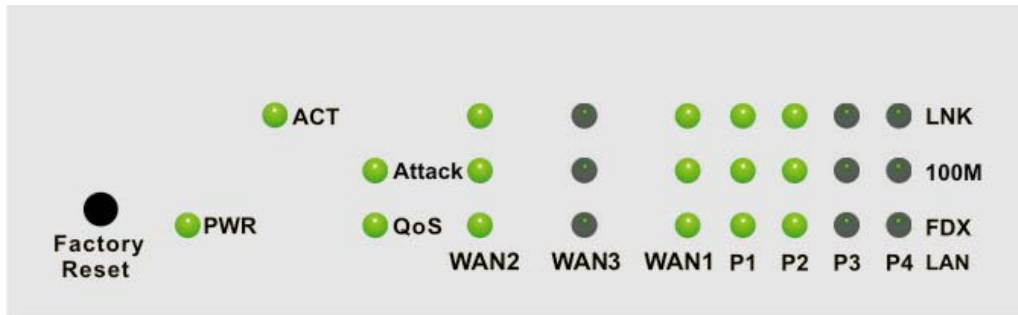 ACT
LNK
Attack
100M
PWR
QoS
FDX
Factory
Reset
WAN2 WAN3 WAN1 P1 P2 P3 P4 LAN